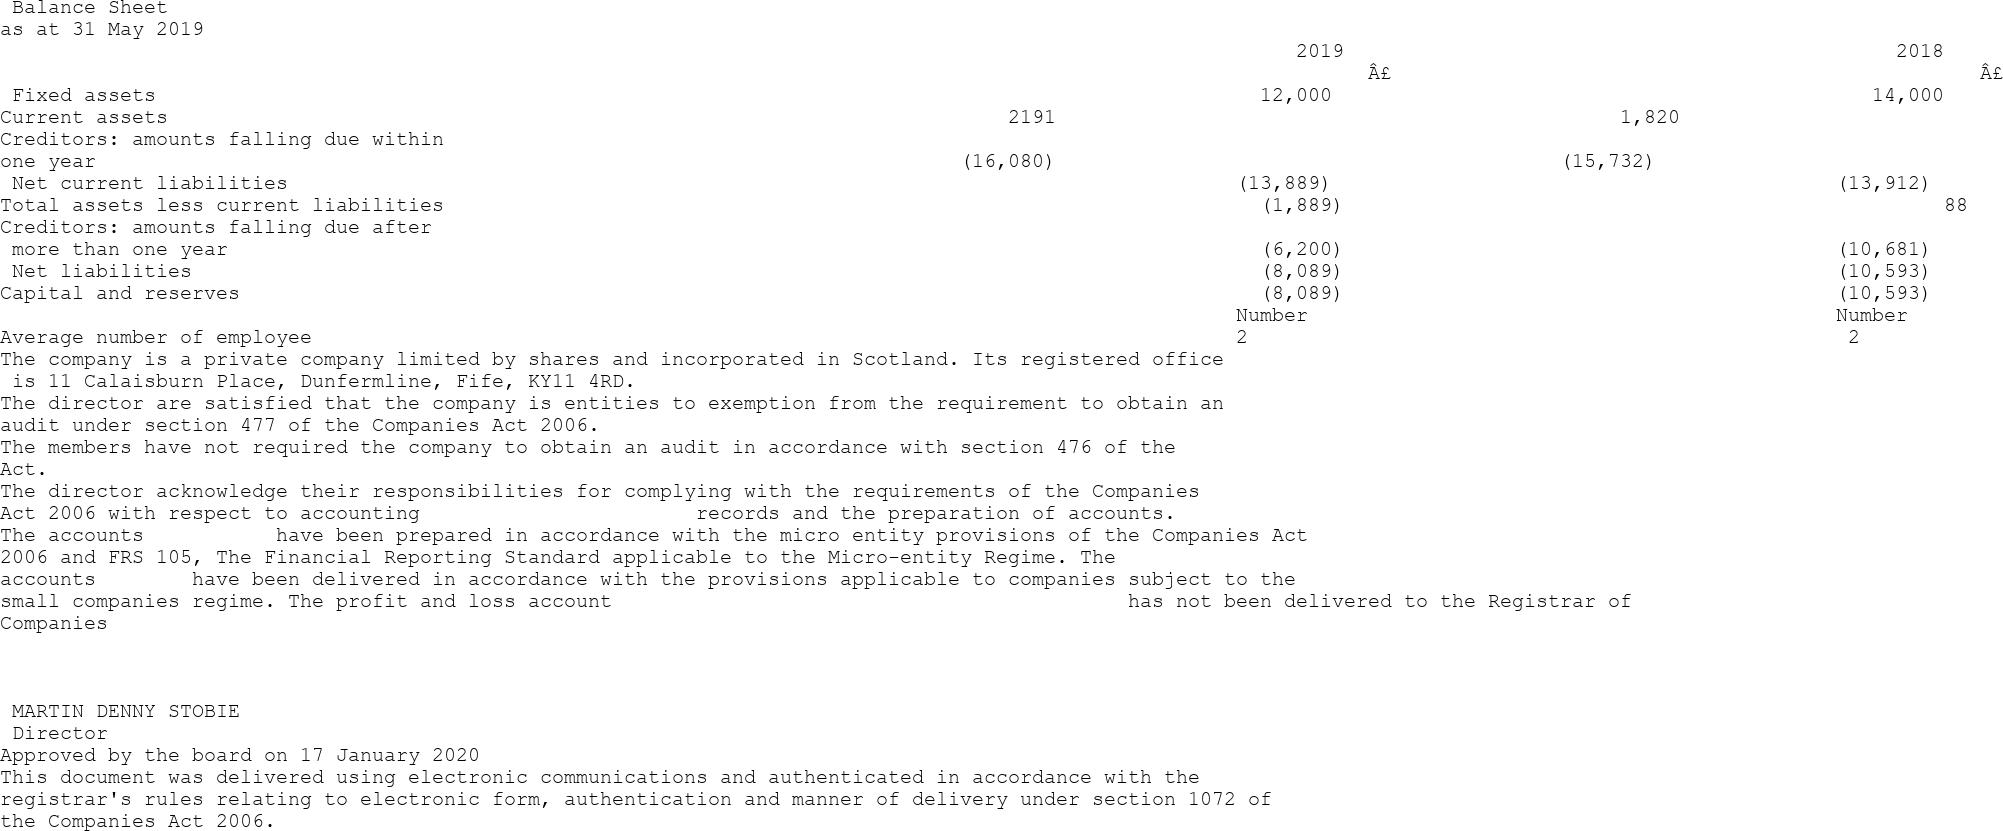 Balance Sheet
as at 31 May 2019
2019 2018
Â£ Â£
Fixed assets 12,000 14,000
Current assets 2191 1,820
Creditors: amounts falling due within
one year (16,080) (15,732)
Net current liabilities (13,889) (13,912)
Total assets less current liabilities (1,889) 88
Creditors: amounts falling due after
more than one year (6,200) (10,681)
Net liabilities (8,089) (10,593)
Capital and reserves (8,089) (10,593)
Number Number
Average number of employee 2 2
The company is a private company limited by shares and incorporated in Scotland. Its registered office
is 11 Calaisburn Place, Dunfermline, Fife, KY11 4RD.
The director are satisfied that the company is entities to exemption from the requirement to obtain an
audit under section 477 of the Companies Act 2006.
The members have not required the company to obtain an audit in accordance with section 476 of the
Act.
The director acknowledge their responsibilities for complying with the requirements of the Companies
Act 2006 with respect to accounting records and the preparation of accounts.
The accounts have been prepared in accordance with the micro entity provisions of the Companies Act
2006 and FRS 105, The Financial Reporting Standard applicable to the Micro-entity Regime. The
accounts have been delivered in accordance with the provisions applicable to companies subject to the
small companies regime. The profit and loss account has not been delivered to the Registrar of
Companies
MARTIN DENNY STOBIE
Director
Approved by the board on 17 January 2020
This document was delivered using electronic communications and authenticated in accordance with the
registrar's rules relating to electronic form, authentication and manner of delivery under section 1072 of
the Companies Act 2006.